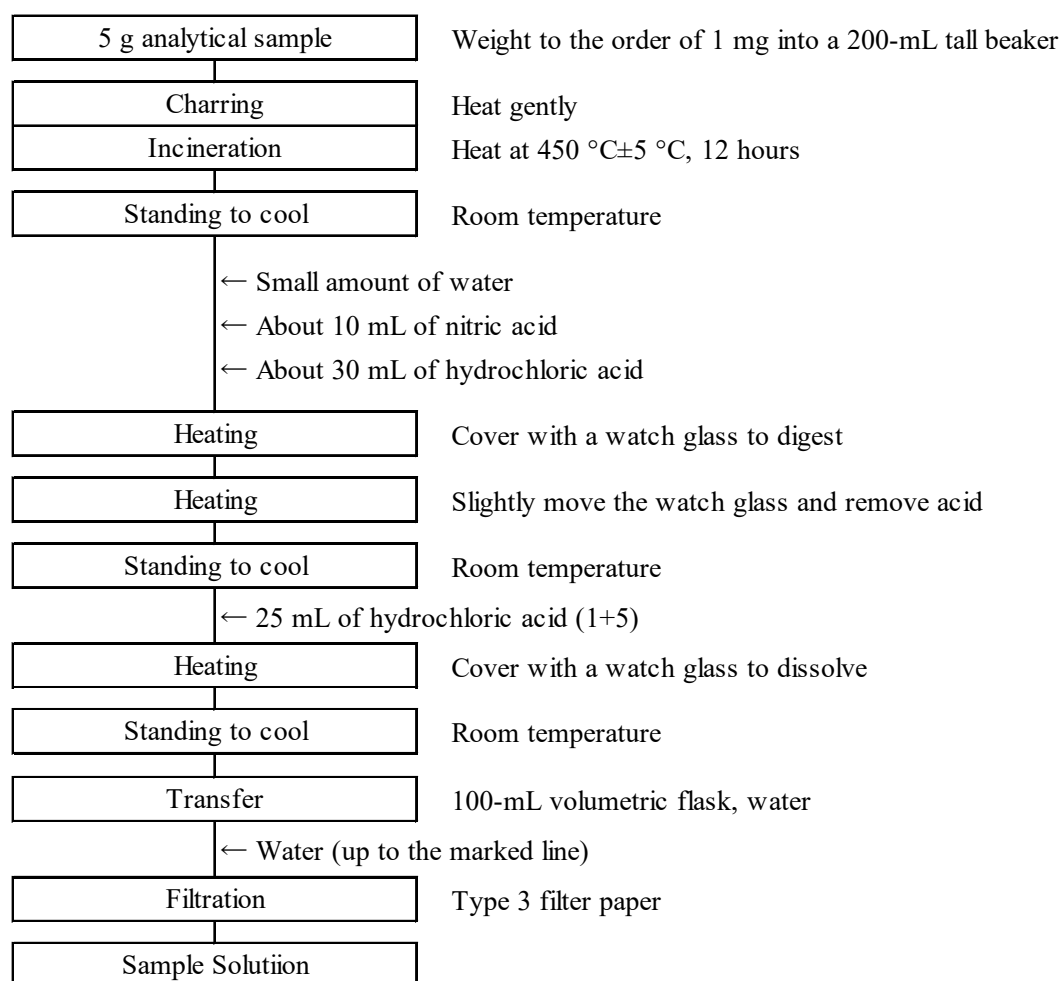 5 g analytical sample Weight to the order of 1 mg into a 200-mL tall beaker
Charring Heat gently
Incineration Heat at 450 °C±5 °C, 12 hours
Standing to cool Room temperature
← Small amount of water
← About 10 mL of nitric acid
← About 30 mL of hydrochloric acid
Heating Cover with a watch glass to digest
Heating Slightly move the watch glass and remove acid
Standing to cool Room temperature
← 25 mL of hydrochloric acid (1+5)
Heating Cover with a watch glass to dissolve
Standing to cool Room temperature
Transfer 100-mL volumetric flask, water
← Water (up to the marked line)
Filtration Type 3 filter paper
Sample Solutiion